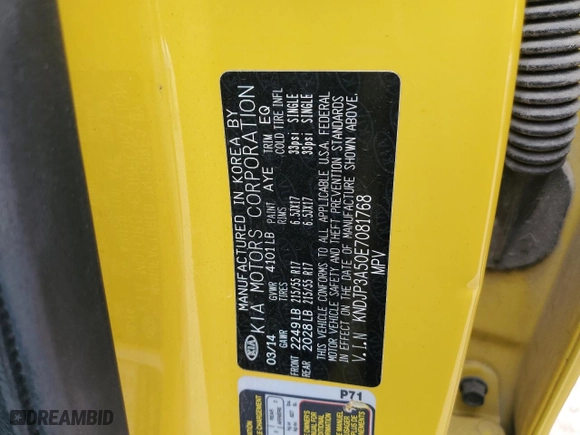 MANUFACTURED IN KOREA BY
KIA MOTORS CORPORATION
KIA
03/14 GVWR 4101LB PAINT AYE TRIM EQ
GAWR TIRES RIMS COLD TIRE INFL
FRONT 2249LB 215/55 R17 6.5JX17 33psi SINGLE
REAR 2028LB 215/55 R17 6.5JX17 33psi SINGLE
THIS VEHICLE CONFORMS TO ALL APPLICABLE U.S.A. FEDERAL
MOTOR VEHICLE SAFETY AND THEFT PREVENTION STANDARDS
IN EFFECT ON THE DATE OF MANUFACTURE SHOWN ABOVE.
V.I.N KNDJP3A50E7081768
MPV
P71
DREAMBID